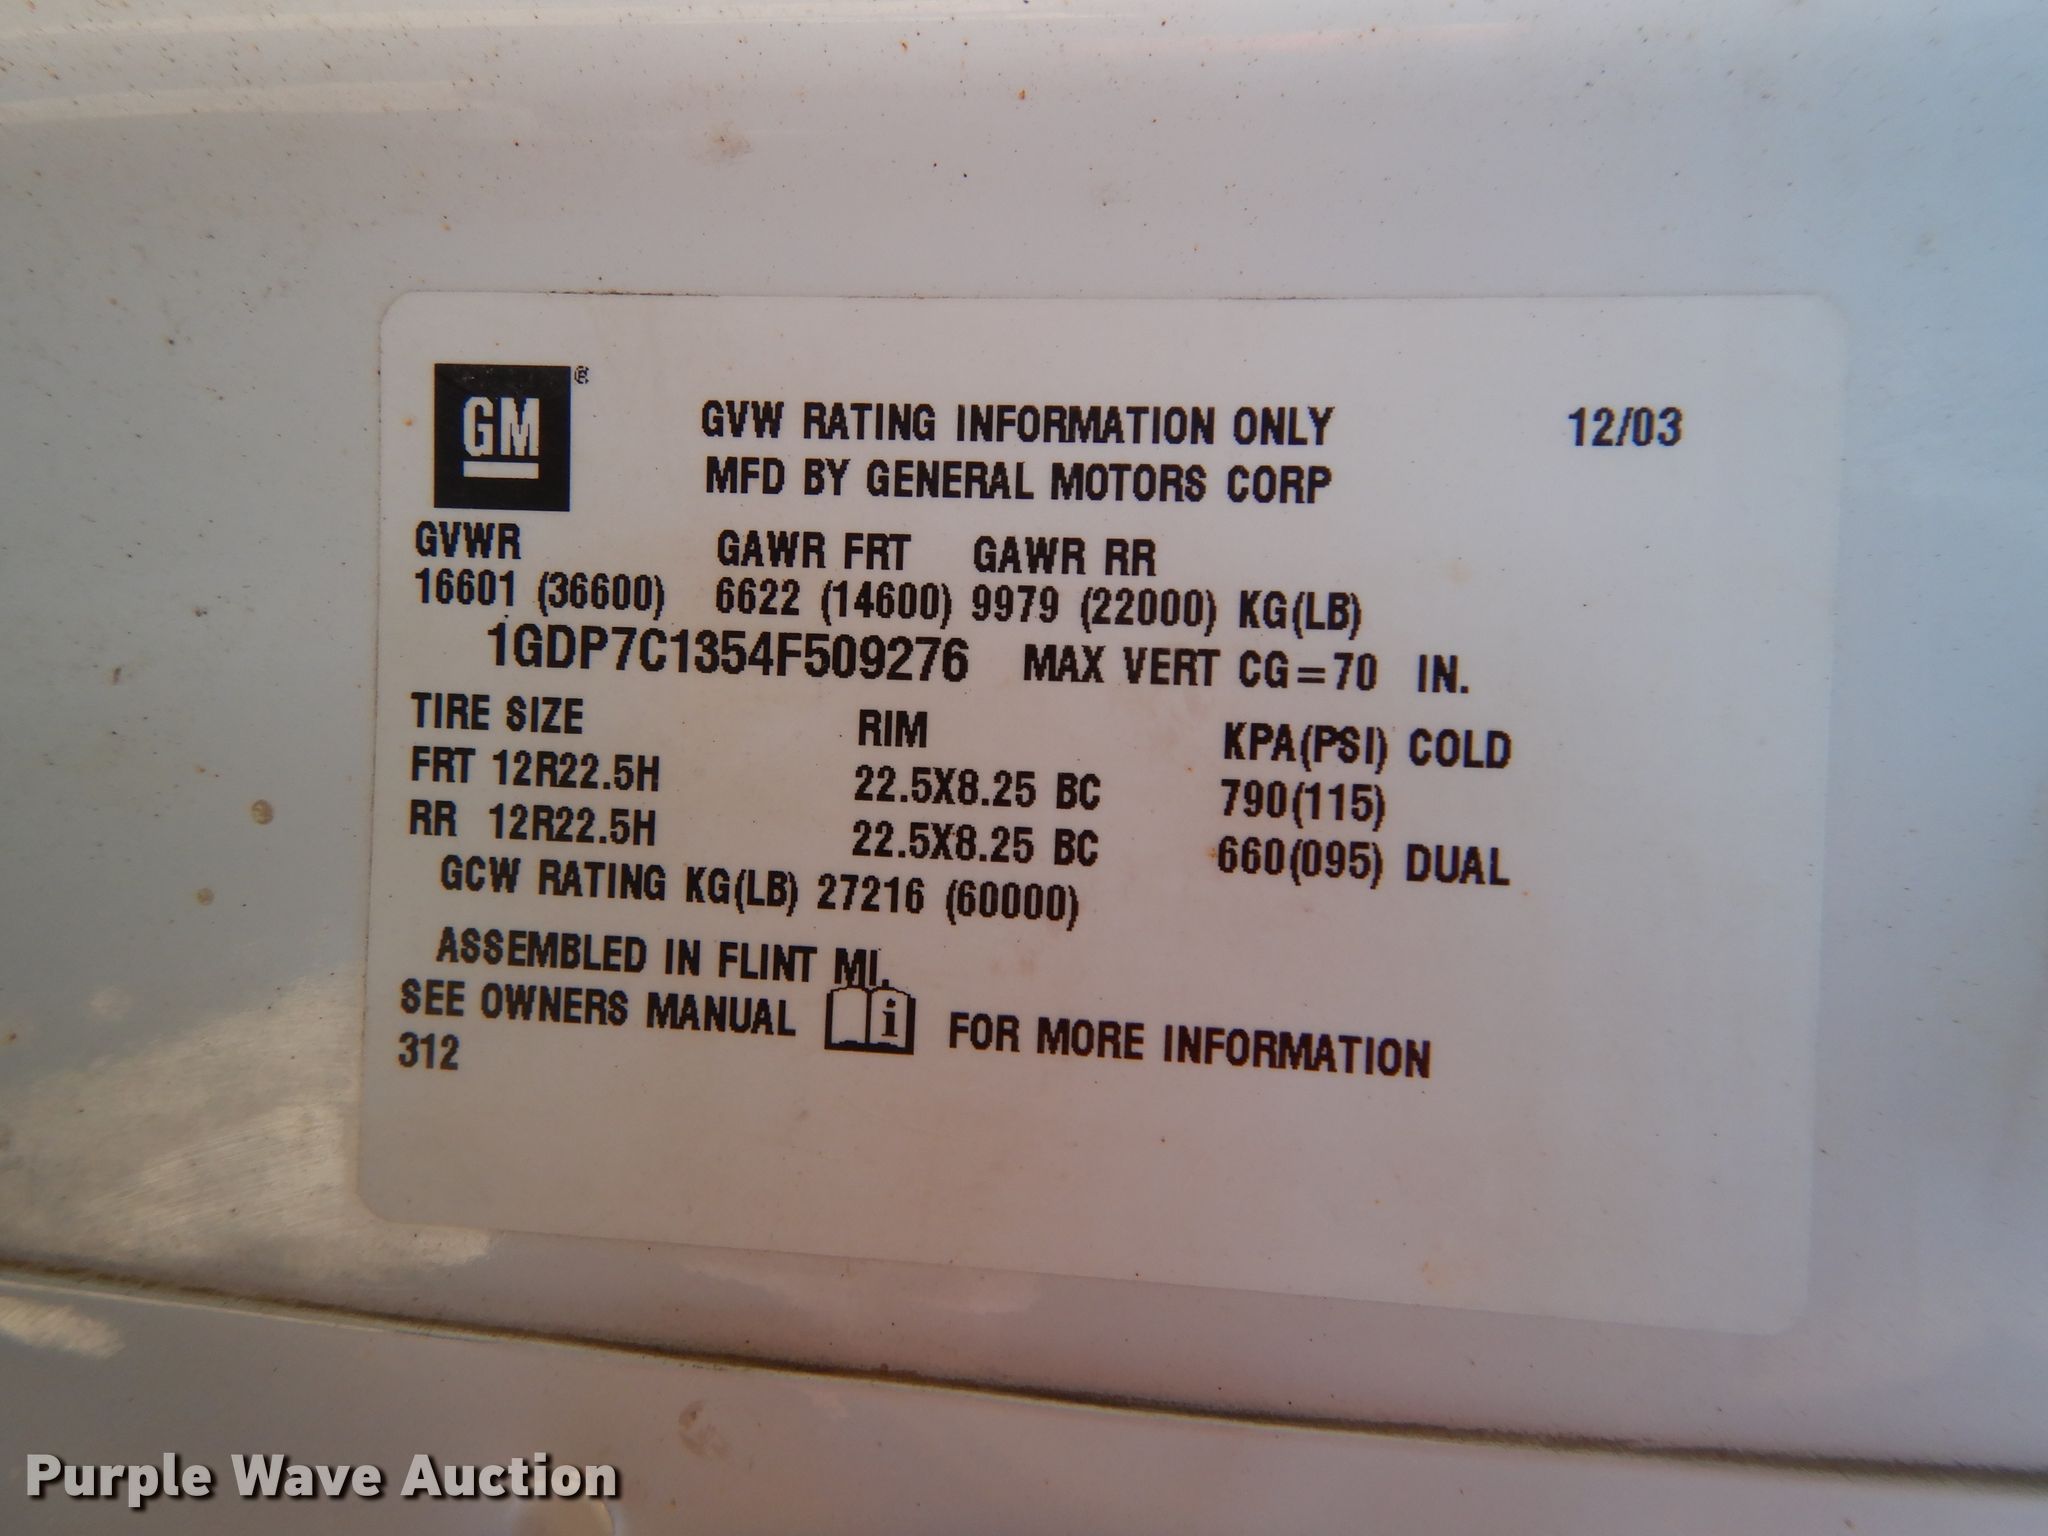 GM®
GVW RATING INFORMATION ONLY 12/03
MFD BY GENERAL MOTORS CORP
GVWR GAWR FRT GAWR RR
16601 (36600) 6622 (14600) 9979 (22000) KG(LB)
1GDP7C1354F509276 MAX VERT CG=70 IN.
TIRE SIZE RIM KPA(PSI) COLD
FRT 12R22.5H 22.5X8.25 BC 790(115)
RR 12R22.5H 22.5X8.25 BC 660(095) DUAL
GCW RATING KG(LB) 27216 (60000)
ASSEMBLED IN FLINT MI.
SEE OWNERS MANUAL i FOR MORE INFORMATION
312
Purple Wave Auction